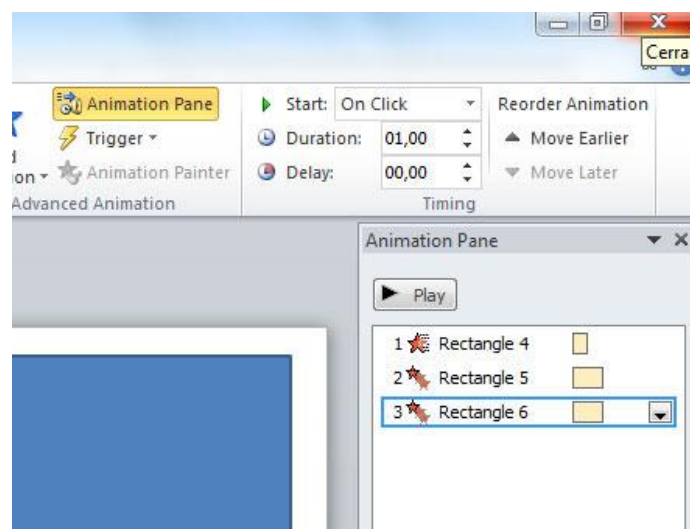 Cerra
Animation Pane
Start: On Click
Reorder Animation
Trigger
Duration: 01,00
Move Earlier
Animation Painter
Delay: 00,00
Move Later
Advanced Animation
Timing
Animation Pane
Play
1 Rectangle 4
2 Rectangle 5
3 Rectangle 6